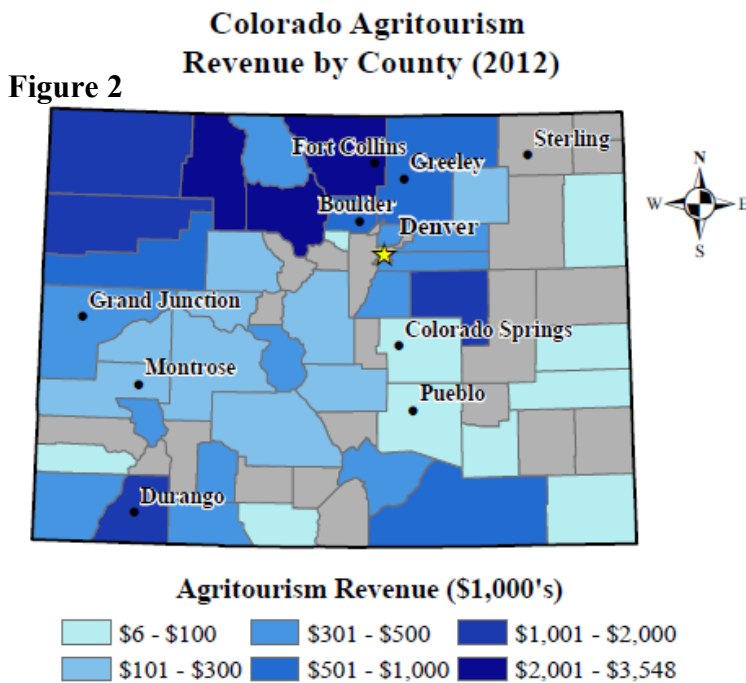 Colorado Agritourism
Revenue by County (2012)
Figure 2
Sterling
Fort Collins
Greeley
N
W E
S
Boulder
Denver
Grand Junction
Colorado Springs
Montrose
Pueblo
Durango
Agritourism Revenue ($1,000's)
$6 - $100 $301 - $500 $1,001 - $2,000
$101 - $300 $501 - $1,000 $2,001 - $3,548